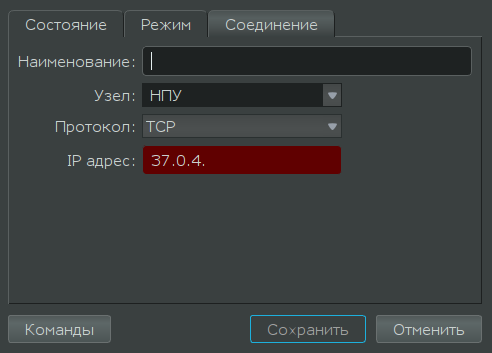 Состояние Режим Соединение
Наименование:
Узел: НПУ
Протокол: TCP
IP адрес: 37.0.4.
Команды Сохранить Отменить